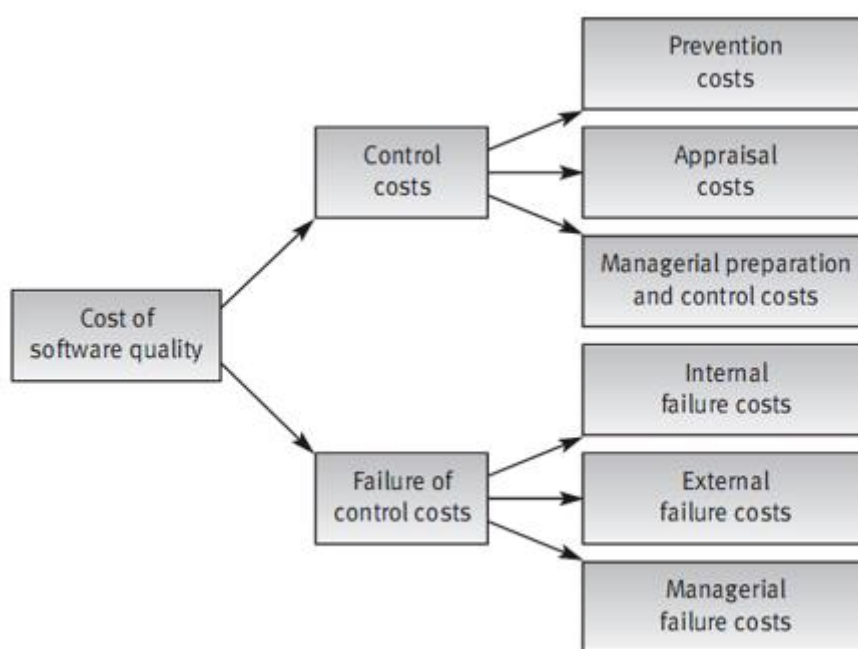 Prevention
costs
Control
costs
Appraisal
costs
Managerial preparation
and control costs
Cost of
software quality
Internal
failure costs
Failure of
control costs
External
failure costs
Managerial
failure costs